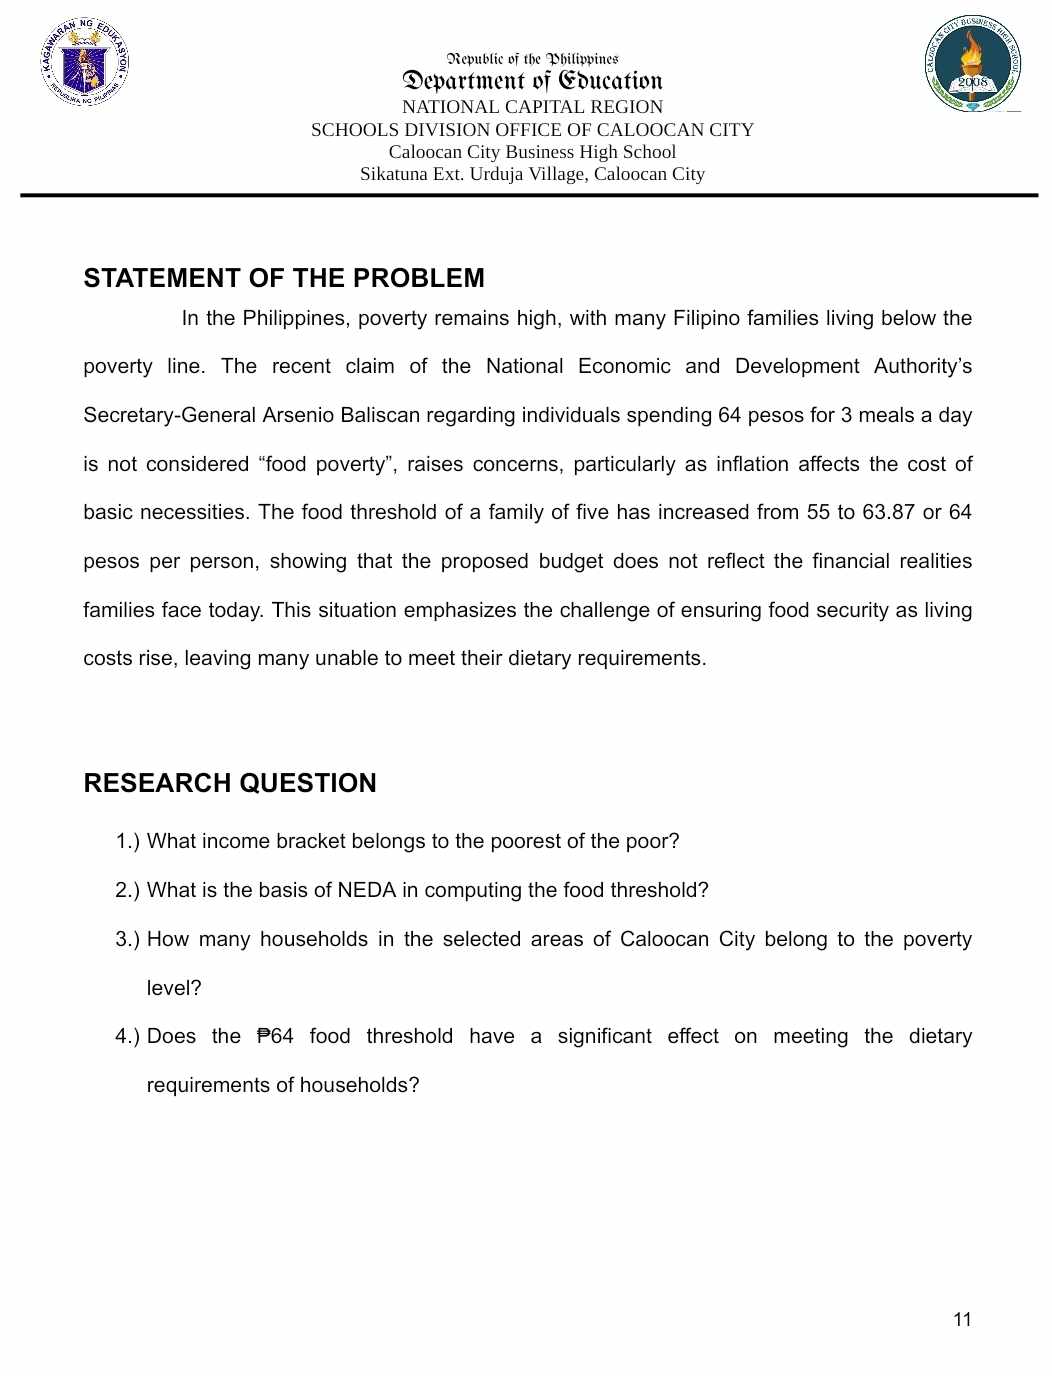 KAGAWARAN NG EDUKASYON
REPUBLIKA NG PILIPINAS
CALOOCAN CITY BUSINESS HIGH SCHOOL
2008
Republic of the Philippines
Department of Education
NATIONAL CAPITAL REGION
SCHOOLS DIVISION OFFICE OF CALOOCAN CITY
Caloocan City Business High School
Sikatuna Ext. Urduja Village, Caloocan City
STATEMENT OF THE PROBLEM
In the Philippines, poverty remains high, with many Filipino families living below the
poverty line. The recent claim of the National Economic and Development Authority’s
Secretary-General Arsenio Baliscan regarding individuals spending 64 pesos for 3 meals a day
is not considered “food poverty”, raises concerns, particularly as inflation affects the cost of
basic necessities. The food threshold of a family of five has increased from 55 to 63.87 or 64
pesos per person, showing that the proposed budget does not reflect the financial realities
families face today. This situation emphasizes the challenge of ensuring food security as living
costs rise, leaving many unable to meet their dietary requirements.
RESEARCH QUESTION
1.) What income bracket belongs to the poorest of the poor?
2.) What is the basis of NEDA in computing the food threshold?
3.) How many households in the selected areas of Caloocan City belong to the poverty
level?
4.) Does the ₱64 food threshold have a significant effect on meeting the dietary
requirements of households?
11